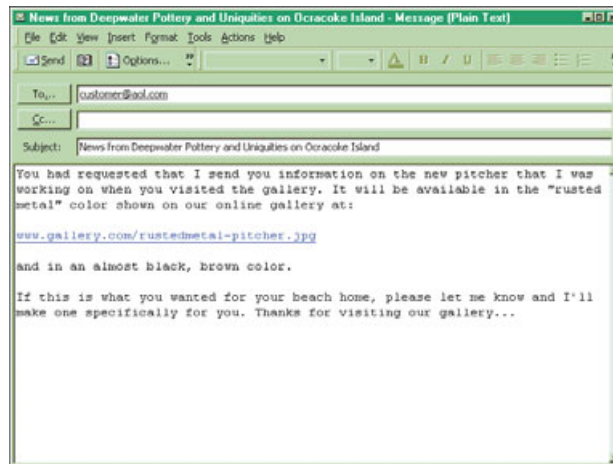 News from Deepwater Pottery and Uniquities on Ocracoke Island - Message (Plain Text)
File Edit View Insert Format Tools Actions Help
Send Options...
To... customer@aol.com
Cc...
Subject: News from Deepwater Pottery and Uniquities on Ocracoke Island
You had requested that I send you information on the new pitcher that I was
working on when you visited the gallery. It will be available in the "rusted
metal" color shown on our online gallery at:
www.gallery.com/rustedmetal-pitcher.jpg
and in an almost black, brown color.
If this is what you wanted for your beach home, please let me know and I'll
make one specifically for you. Thanks for visiting our gallery...